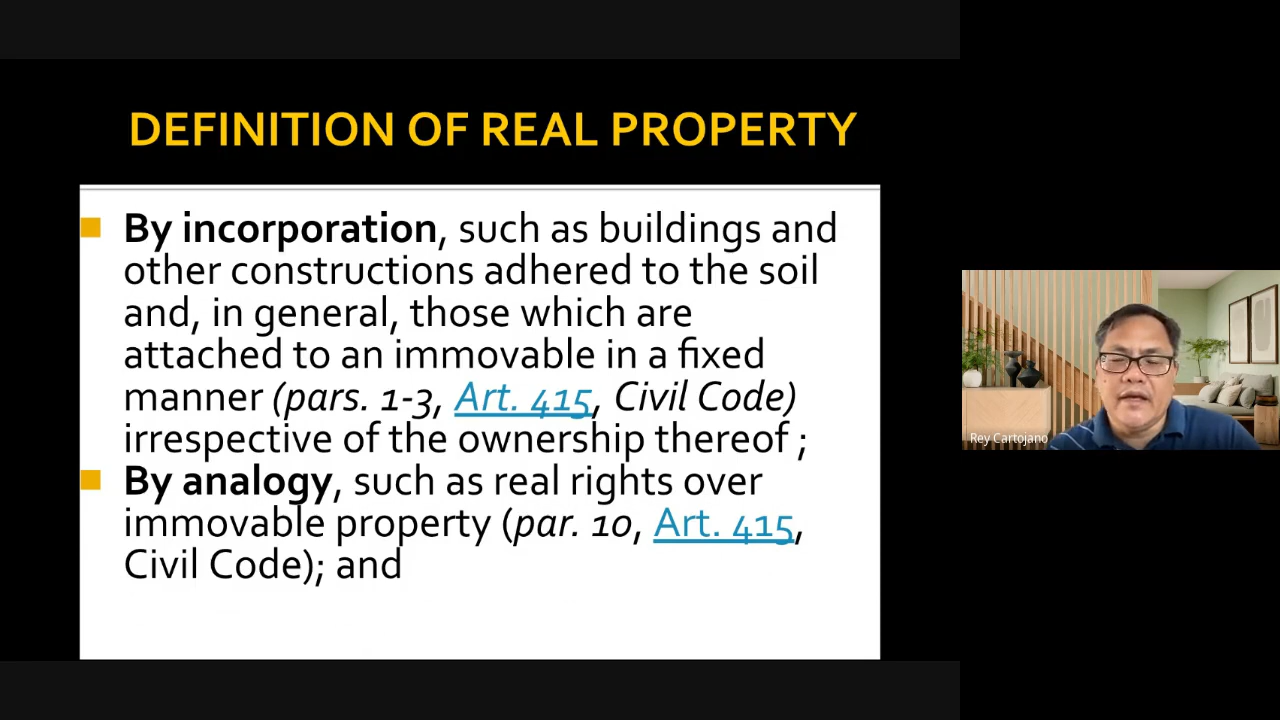 DEFINITION OF REAL PROPERTY
By incorporation, such as buildings and
other constructions adhered to the soil
and, in general, those which are
attached to an immovable in a fixed
manner (pars. 1-3, Art. 415, Civil Code)
irrespective of the ownership thereof ;
By analogy, such as real rights over
immovable property (par. 10, Art. 415,
Civil Code); and
Rey Cartojano